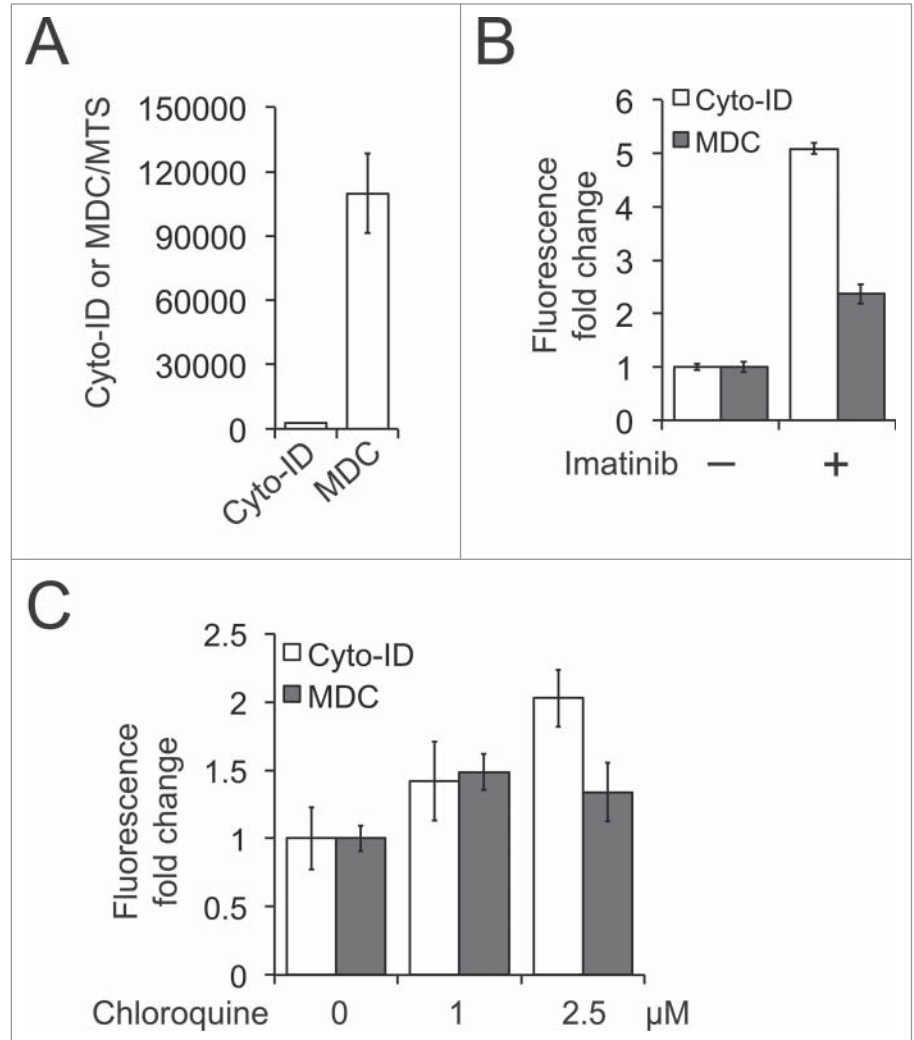 A
Cyto-ID or MDC/MTS
150000
120000
90000
60000
30000
0
Cyto-ID
MDC
B
Fluorescence
fold change
6
5
4
3
2
1
0
Cyto-ID
MDC
Imatinib − +
C
Fluorescence
fold change
2.5
2
1.5
1
0.5
0
Cyto-ID
MDC
Chloroquine 0 1 2.5 µM